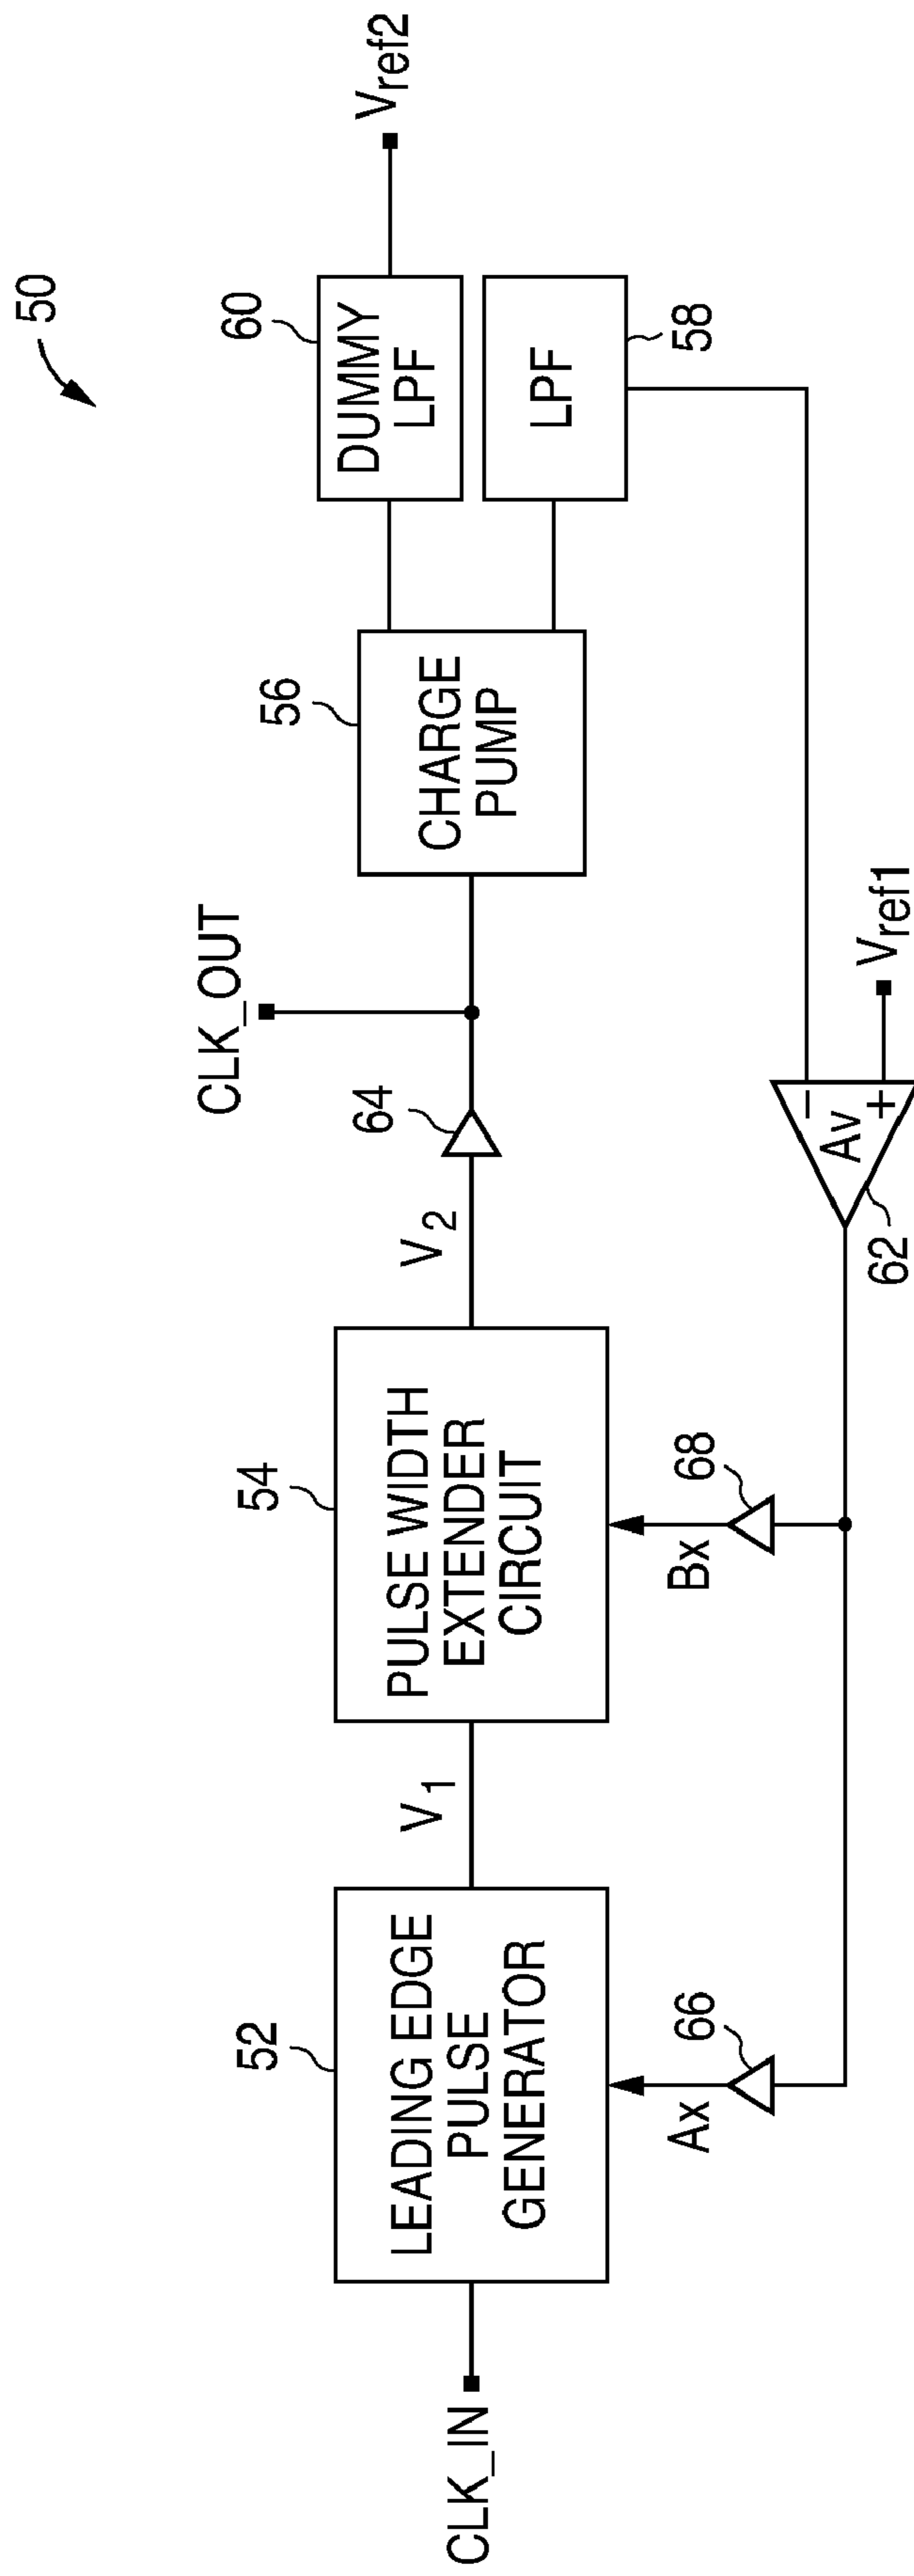 50
CLK_OUT
60
DUMMY
LPF
Vref2
56
CHARGE
PUMP
LPF
58
64
V2
54
PULSE WIDTH
EXTENDER
CIRCUIT
V1
52
LEADING EDGE
PULSE
GENERATOR
CLK_IN
Ax
66
Bx
68
62
Av
−
+
Vref1